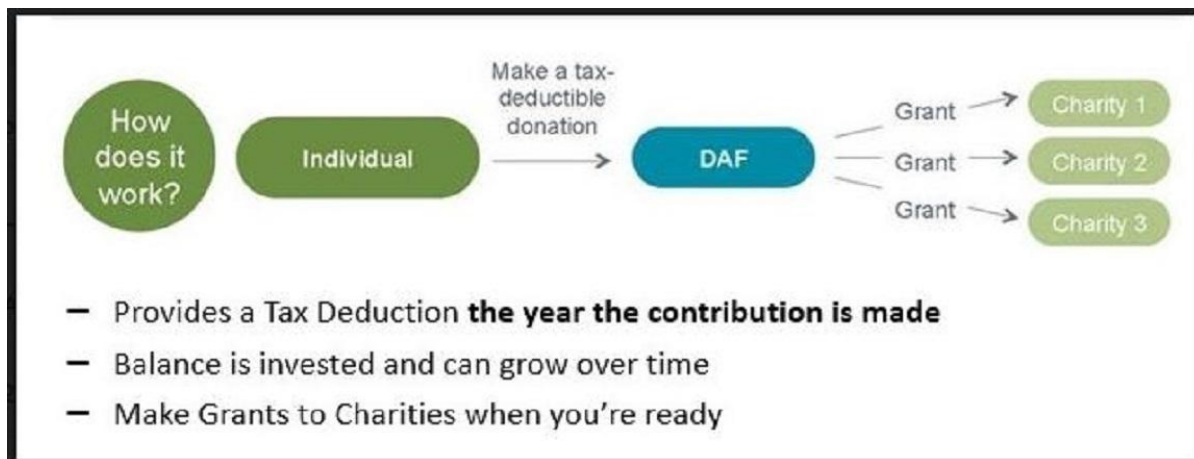 How
does it
work?
Individual
Make a tax-
deductible
donation
DAF
Grant
Charity 1
Grant
Charity 2
Grant
Charity 3
– Provides a Tax Deduction the year the contribution is made
– Balance is invested and can grow over time
– Make Grants to Charities when you're ready